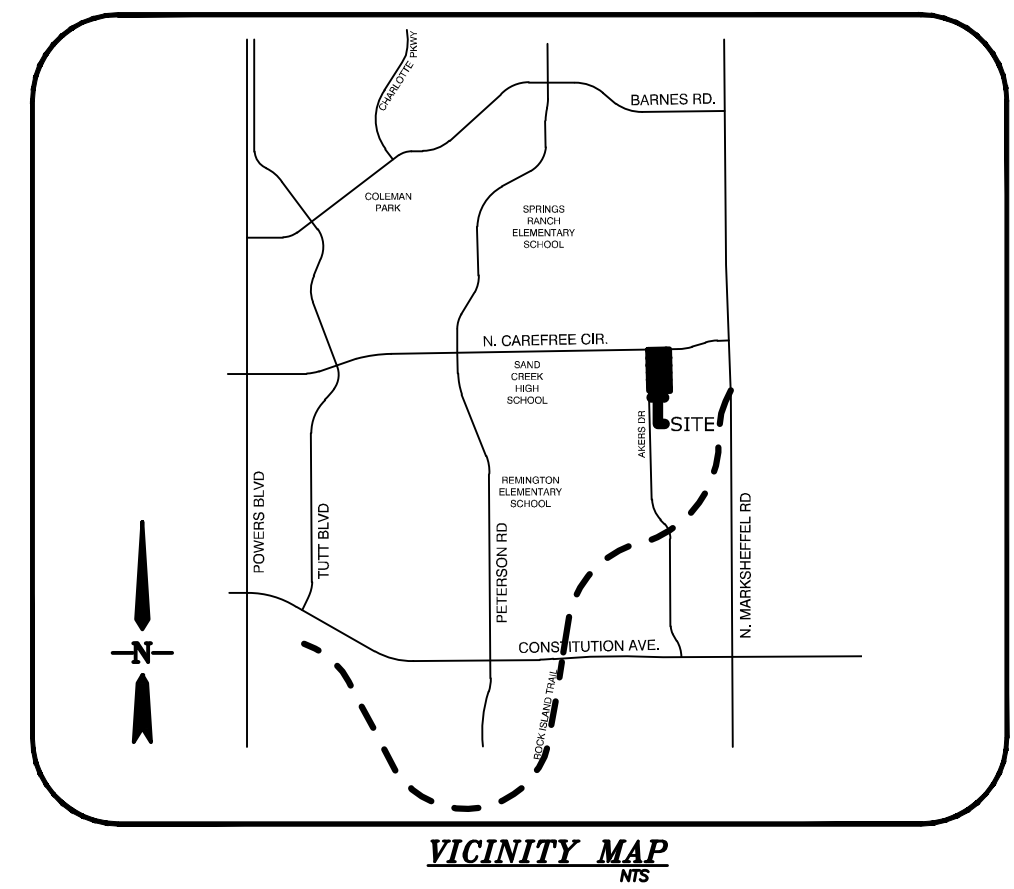 CHARLOTTE PKWY
BARNES RD.
COLEMAN
PARK
SPRINGS
RANCH
ELEMENTARY
SCHOOL
N. CAREFREE CIR.
SAND
CREEK
HIGH
SCHOOL
AKERS DR
SITE
REMINGTON
ELEMENTARY
SCHOOL
POWERS BLVD
TUTT BLVD
PETERSON RD
N. MARKSHEFFEL RD
N
CONSTITUTION AVE.
ROCK ISLAND TRAIL
VICINITY MAP
NTS